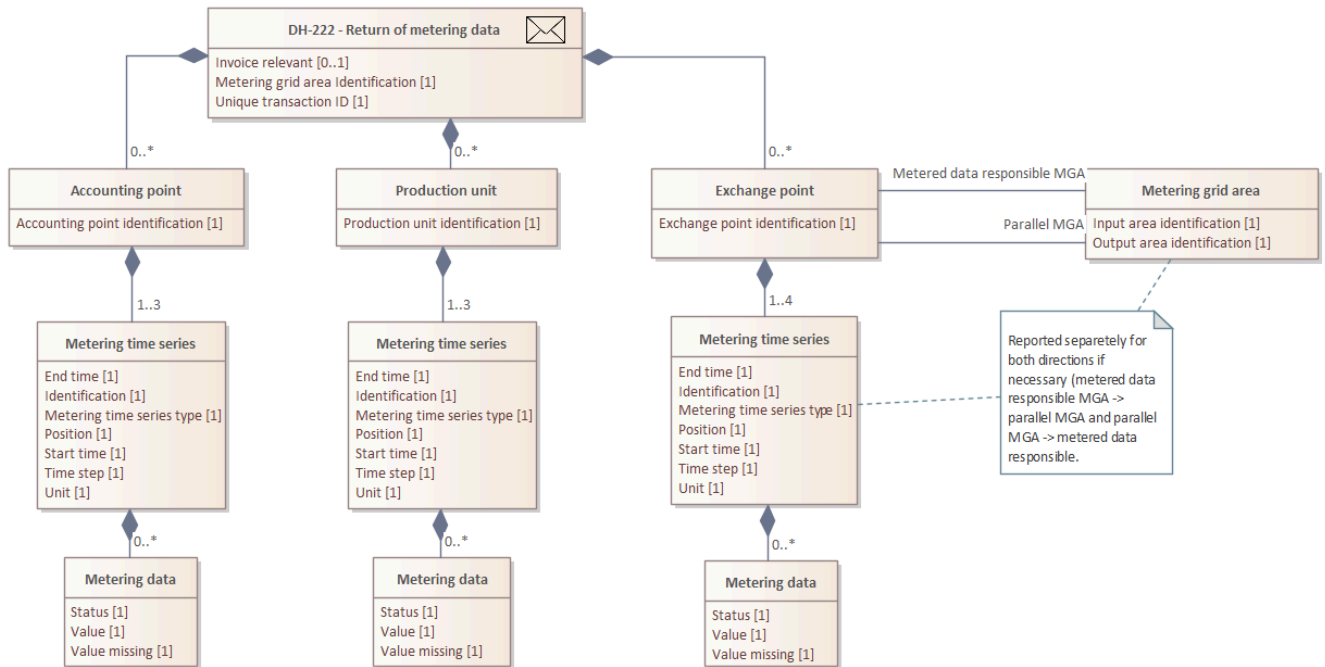 DH-222 - Return of metering data
Invoice relevant [0..1]
Metering grid area Identification [1]
Unique transaction ID [1]
0..*
0..*
0..*
Accounting point
Accounting point identification [1]
Production unit
Production unit identification [1]
Exchange point
Exchange point identification [1]
Metered data responsible MGA
Parallel MGA
Metering grid area
Input area identification [1]
Output area identification [1]
1..3
1..3
1..4
Metering time series
End time [1]
Identification [1]
Metering time series type [1]
Position [1]
Start time [1]
Time step [1]
Unit [1]
Metering time series
End time [1]
Identification [1]
Metering time series type [1]
Position [1]
Start time [1]
Time step [1]
Unit [1]
Metering time series
End time [1]
Identification [1]
Metering time series type [1]
Position [1]
Start time [1]
Time step [1]
Unit [1]
Reported separetely for
both directions if
necessary (metered data
responsible MGA ->
parallel MGA and parallel
MGA -> metered data
responsible.
0..*
0..*
0..*
Metering data
Status [1]
Value [1]
Value missing [1]
Metering data
Status [1]
Value [1]
Value missing [1]
Metering data
Status [1]
Value [1]
Value missing [1]